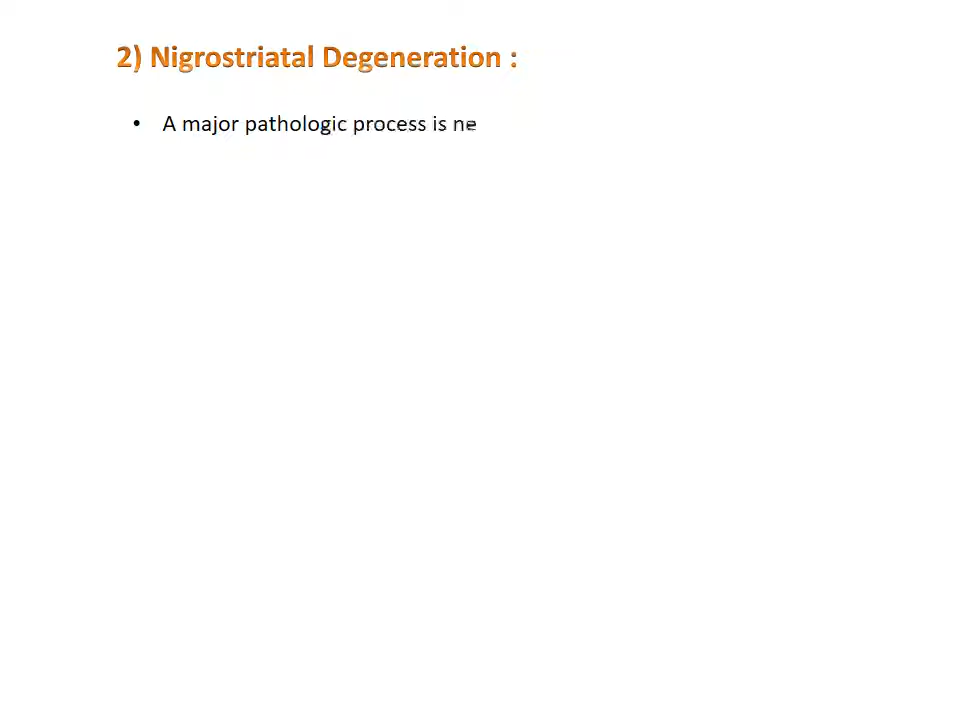 2) Nigrostriatal Degeneration :
• A major pathologic process is ne